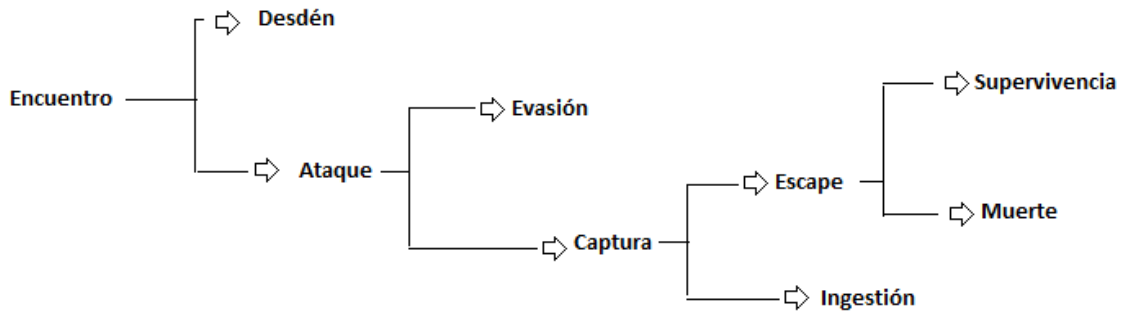 Desdén
Encuentro
Supervivencia
Evasión
Ataque
Escape
Muerte
Captura
Ingestión